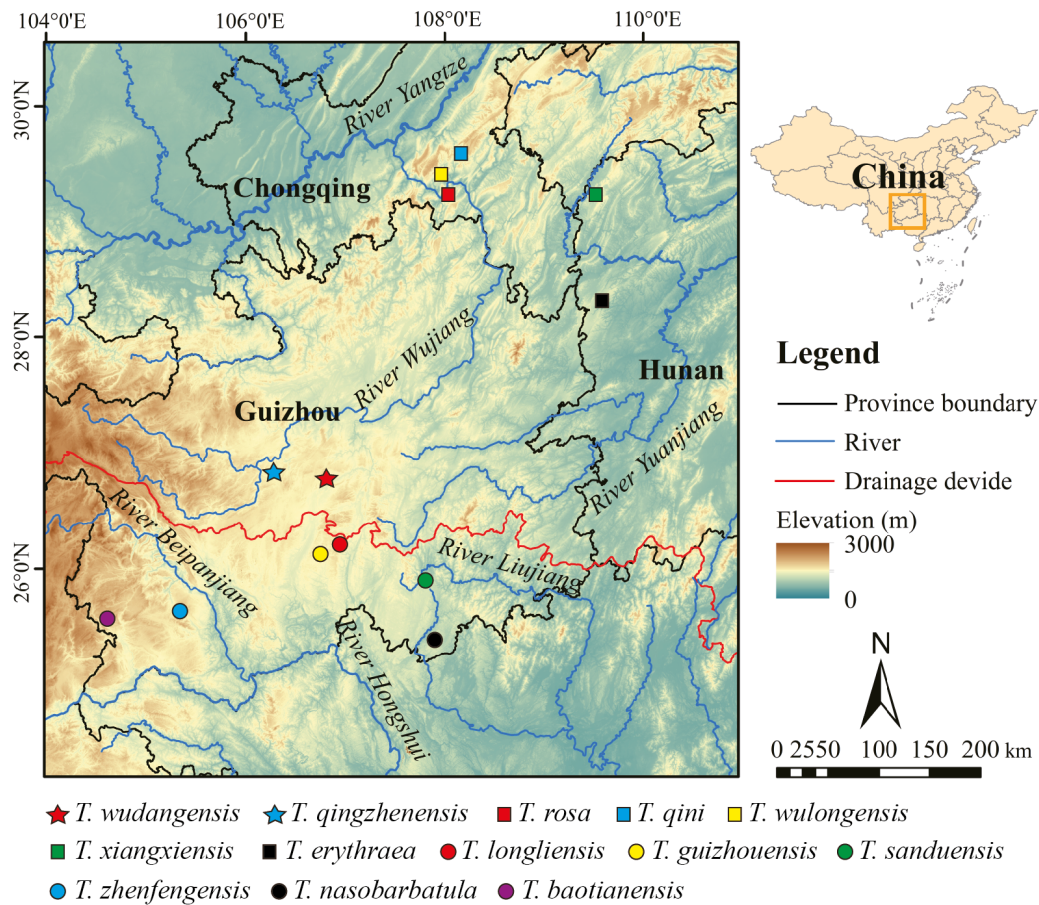 104°0'E 106°0'E 108°0'E 110°0'E
30°0'N
28°0'N
26°0'N
River Yangtze
Chongqing
River Wujiang
Guizhou
Hunan
River Yuanjiang
River Beipanjiang
River Liujiang
River Hongshui
China
Legend
Province boundary
River
Drainage devide
Elevation (m)
3000
0
N
0 2550 100 150 200 km
T. wudangensis T. qingzhenensis T. rosa T. qini T. wulongensis
T. xiangxiensis T. erythraea T. longliensis T. guizhouensis T. sanduensis
T. zhenfengensis T. nasobarbatula T. baotianensis